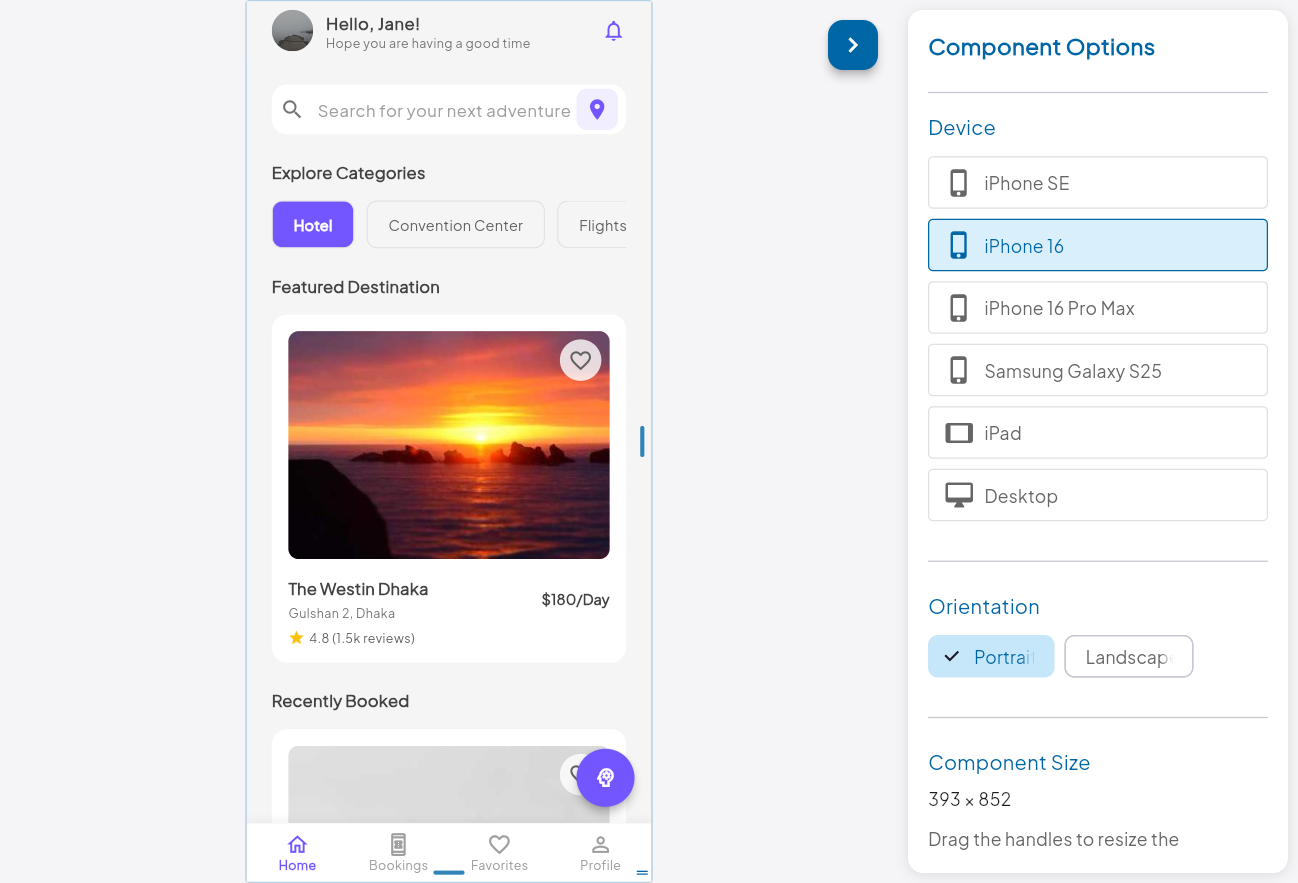 Hello, Jane!
Hope you are having a good time
Search for your next adventure
Explore Categories
Hotel
Convention Center
Flights
Featured Destination
The Westin Dhaka
$180/Day
Gulshan 2, Dhaka
4.8 (1.5k reviews)
Recently Booked
Home
Bookings
Favorites
Profile
Component Options
Device
iPhone SE
iPhone 16
iPhone 16 Pro Max
Samsung Galaxy S25
iPad
Desktop
Orientation
Portrait
Landscape
Component Size
393 × 852
Drag the handles to resize the